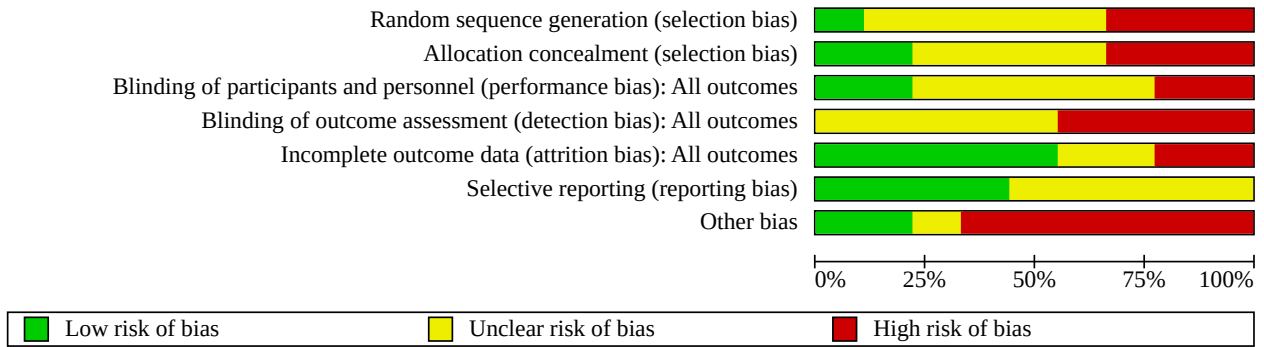 Random sequence generation (selection bias)
Allocation concealment (selection bias)
Blinding of participants and personnel (performance bias): All outcomes
Blinding of outcome assessment (detection bias): All outcomes
Incomplete outcome data (attrition bias): All outcomes
Selective reporting (reporting bias)
Other bias
0% 25% 50% 75% 100%
Low risk of bias Unclear risk of bias High risk of bias